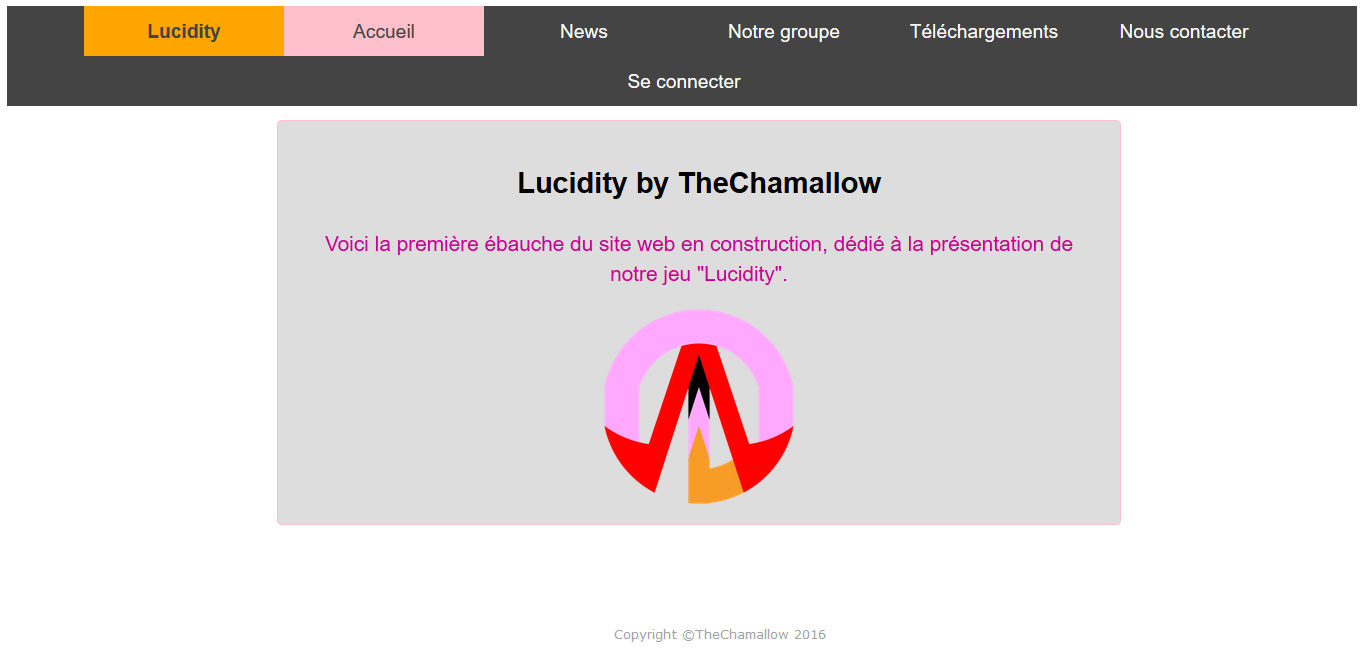 Lucidity Accueil News Notre groupe Téléchargements Nous contacter
Se connecter
Lucidity by TheChamallow
Voici la première ébauche du site web en construction, dédié à la présentation de
notre jeu "Lucidity".
Copyright ©TheChamallow 2016